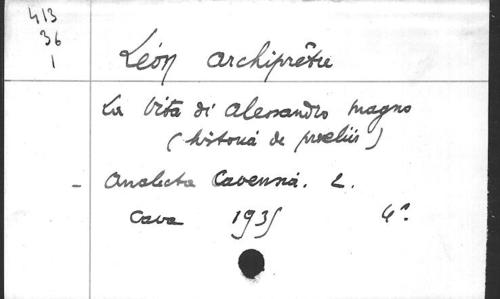 413
36
1
Léon archiprêtre
La Vita di Alessandro magno
(historia de preliis)
- Analecta Cavensia. 2.
Cava 1935 4°.